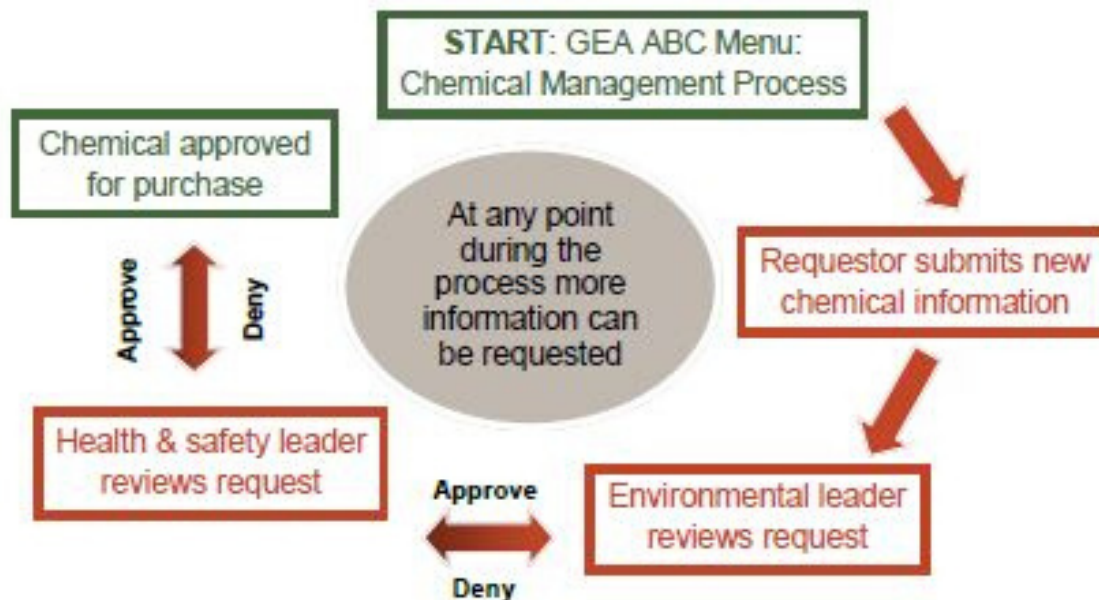 START: GEA ABC Menu:
Chemical Management Process
Chemical approved
for purchase
At any point
during the
process more
information can
be requested
Requestor submits new
chemical information
Approve
Deny
Health & safety leader
reviews request
Approve
Deny
Environmental leader
reviews request